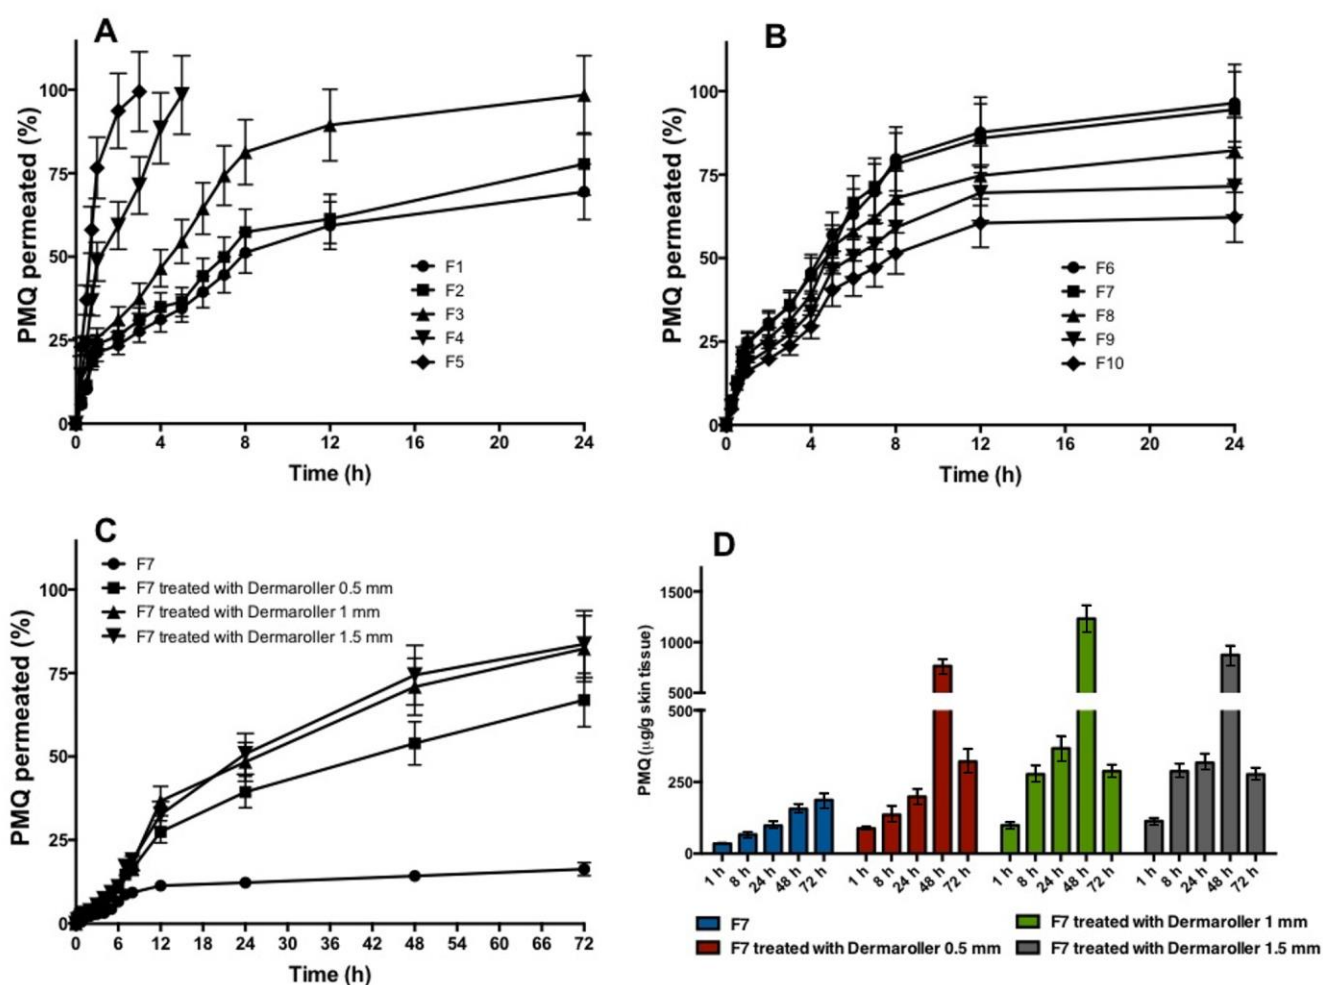 A
PMQ permeated (%)
100
75
50
25
0
F1
F2
F3
F4
F5
0 4 8 12 16 20 24
Time (h)
B
PMQ permeated (%)
100
75
50
25
0
F6
F7
F8
F9
F10
0 4 8 12 16 20 24
Time (h)
C
PMQ permeated (%)
F7
F7 treated with Dermaroller 0.5 mm
F7 treated with Dermaroller 1 mm
F7 treated with Dermaroller 1.5 mm
100
75
50
25
0
0 6 12 18 24 30 36 42 48 54 60 66 72
Time (h)
D
PMQ (µg/g skin tissue)
1500
1000
500
500
250
0
1 h 8 h 24 h 48 h 72 h 1 h 8 h 24 h 48 h 72 h 1 h 8 h 24 h 48 h 72 h 1 h 8 h 24 h 48 h 72 h
F7
F7 treated with Dermaroller 0.5 mm
F7 treated with Dermaroller 1 mm
F7 treated with Dermaroller 1.5 mm